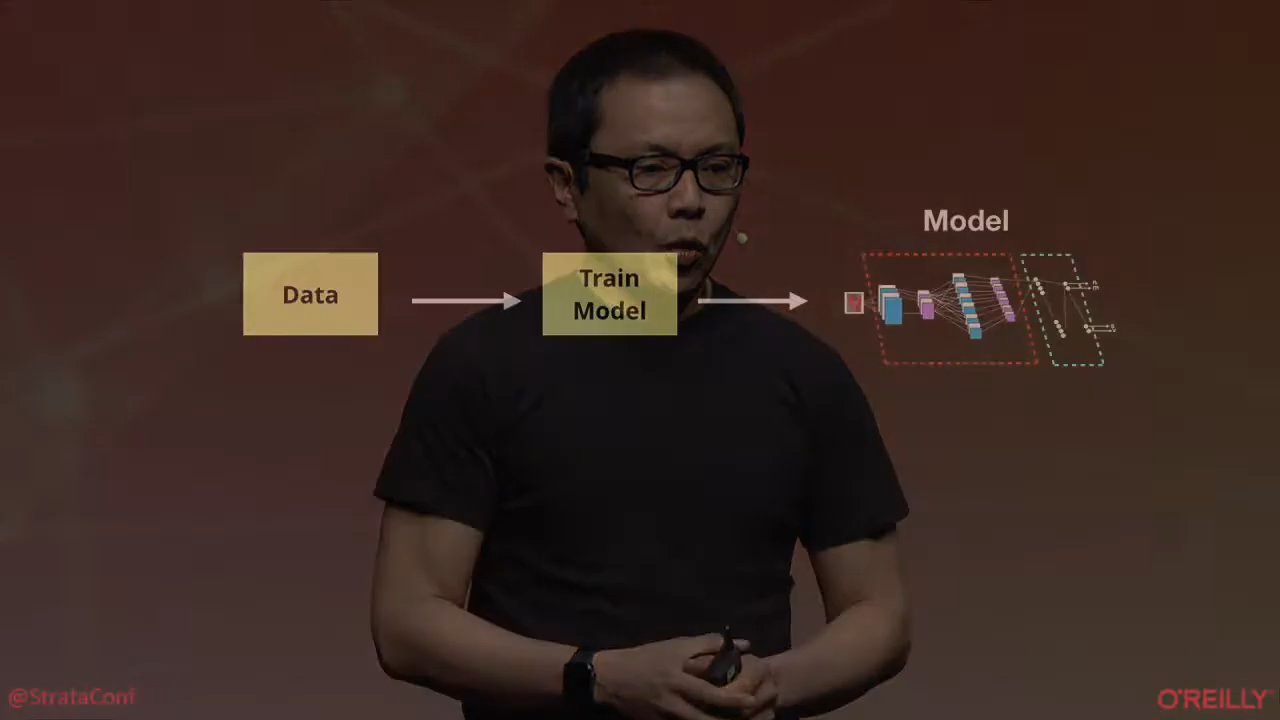 Model
Data
Train
Model
@StrataConf
O'REILLY